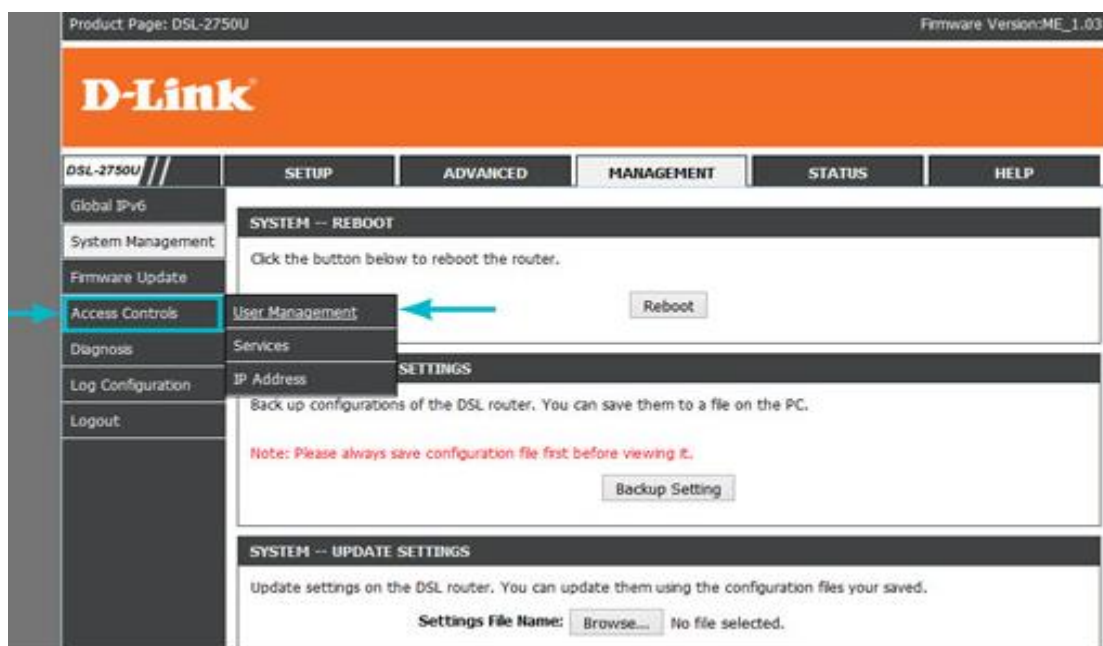 Product Page: DSL-2750U
Firmware Version:ME_1.03
D-Link
DSL-2750U
SETUP
ADVANCED
MANAGEMENT
STATUS
HELP
Global IPv6
System Management
Firmware Update
Access Controls
Diagnosis
Log Configuration
Logout
User Management
Services
IP Address
SYSTEM -- REBOOT
Click the button below to reboot the router.
Reboot
SETTINGS
Back up configurations of the DSL router. You can save them to a file on the PC.
Note: Please always save configuration file first before viewing it.
Backup Setting
SYSTEM -- UPDATE SETTINGS
Update settings on the DSL router. You can update them using the configuration files your saved.
Settings File Name: Browse... No file selected.